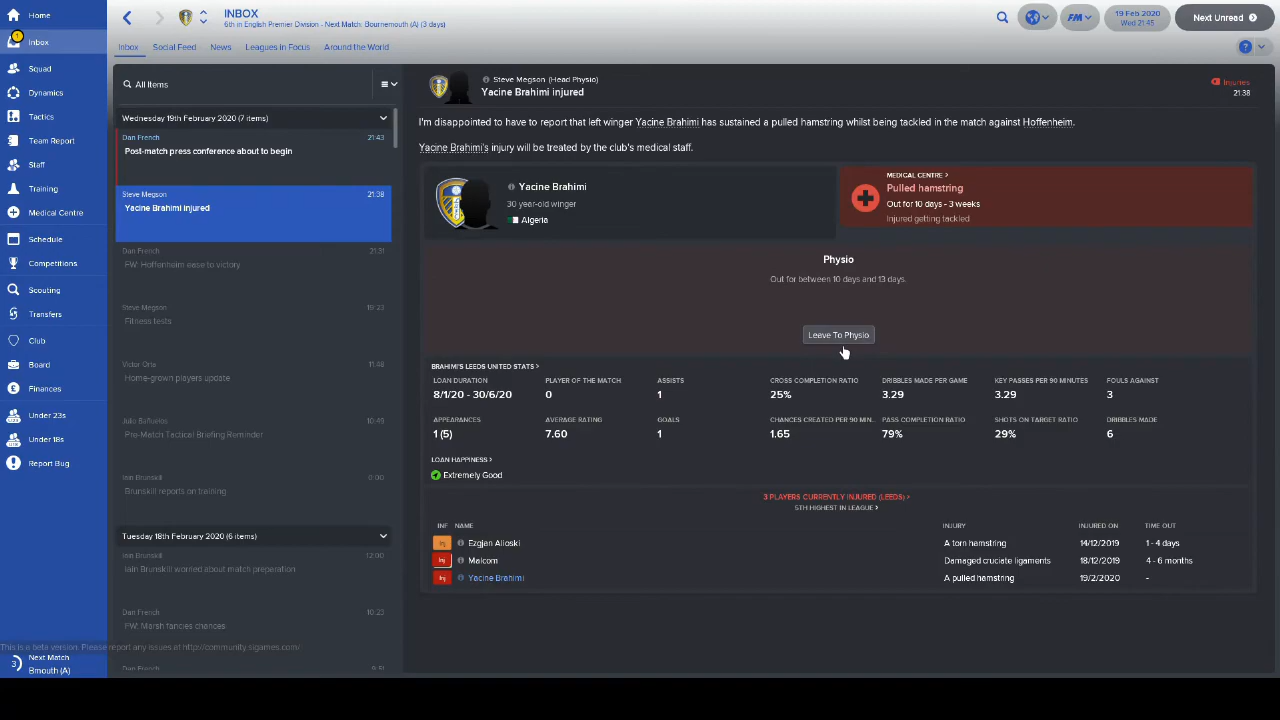 Home
INBOX
6th in English Premier Division - Next Match: Bournemouth (A) (3 days)
FM
19 Feb 2020
Wed 21:45
Next Unread
1
Inbox
Inbox
Social Feed
News
Leagues in Focus
Around the World
?
Squad
Dynamics
Tactics
Team Report
Staff
Training
Medical Centre
Schedule
Competitions
Scouting
Transfers
Club
Board
Finances
Under 23s
Under 18s
Report Bug
All items
Wednesday 19th February 2020 (7 items)
Dan French 21:43
Post-match press conference about to begin
Steve Megson 21:38
Yacine Brahimi injured
Dan French 21:31
FW: Hoffenheim ease to victory
Steve Megson 19:23
Fitness tests
Victor Orta 11:48
Home-grown players update
Júlio Bañuelos 10:49
Pre-Match Tactical Briefing Reminder
Iain Brunskill 0:00
Brunskill reports on training
Tuesday 18th February 2020 (6 items)
Iain Brunskill 12:00
Iain Brunskill worried about match preparation
Dan French 10:23
FW: Marsh fancies chances
Dan French 9:31
This is a beta version. Please report any issues at http://community.sigames.com/
3
Next Match
Bmouth (A)
Steve Megson (Head Physio)
Yacine Brahimi injured
Injuries
21:38
I'm disappointed to have to report that left winger Yacine Brahimi has sustained a pulled hamstring whilst being tackled in the match against Hoffenheim.
Yacine Brahimi's injury will be treated by the club's medical staff.
Yacine Brahimi
30 year-old winger
Algeria
MEDICAL CENTRE >
Pulled hamstring
Out for 10 days - 3 weeks
Injured getting tackled
Physio
Out for between 10 days and 13 days.
Leave To Physio
BRAHIMI'S LEEDS UNITED STATS >
LOAN DURATION PLAYER OF THE MATCH ASSISTS CROSS COMPLETION RATIO DRIBBLES MADE PER GAME KEY PASSES PER 90 MINUTES FOULS AGAINST
8/1/20 - 30/6/20 0 1 25% 3.29 3.29 3
APPEARANCES AVERAGE RATING GOALS CHANCES CREATED PER 90 MIN... PASS COMPLETION RATIO SHOTS ON TARGET RATIO DRIBBLES MADE
1 (5) 7.60 1 1.65 79% 29% 6
LOAN HAPPINESS >
Extremely Good
3 PLAYERS CURRENTLY INJURED (LEEDS) >
5TH HIGHEST IN LEAGUE >
INF NAME INJURY INJURED ON TIME OUT
Inj Ezgjan Alioski A torn hamstring 14/12/2019 1 - 4 days
Inj Malcom Damaged cruciate ligaments 18/12/2019 4 - 6 months
Inj Yacine Brahimi A pulled hamstring 19/2/2020 -